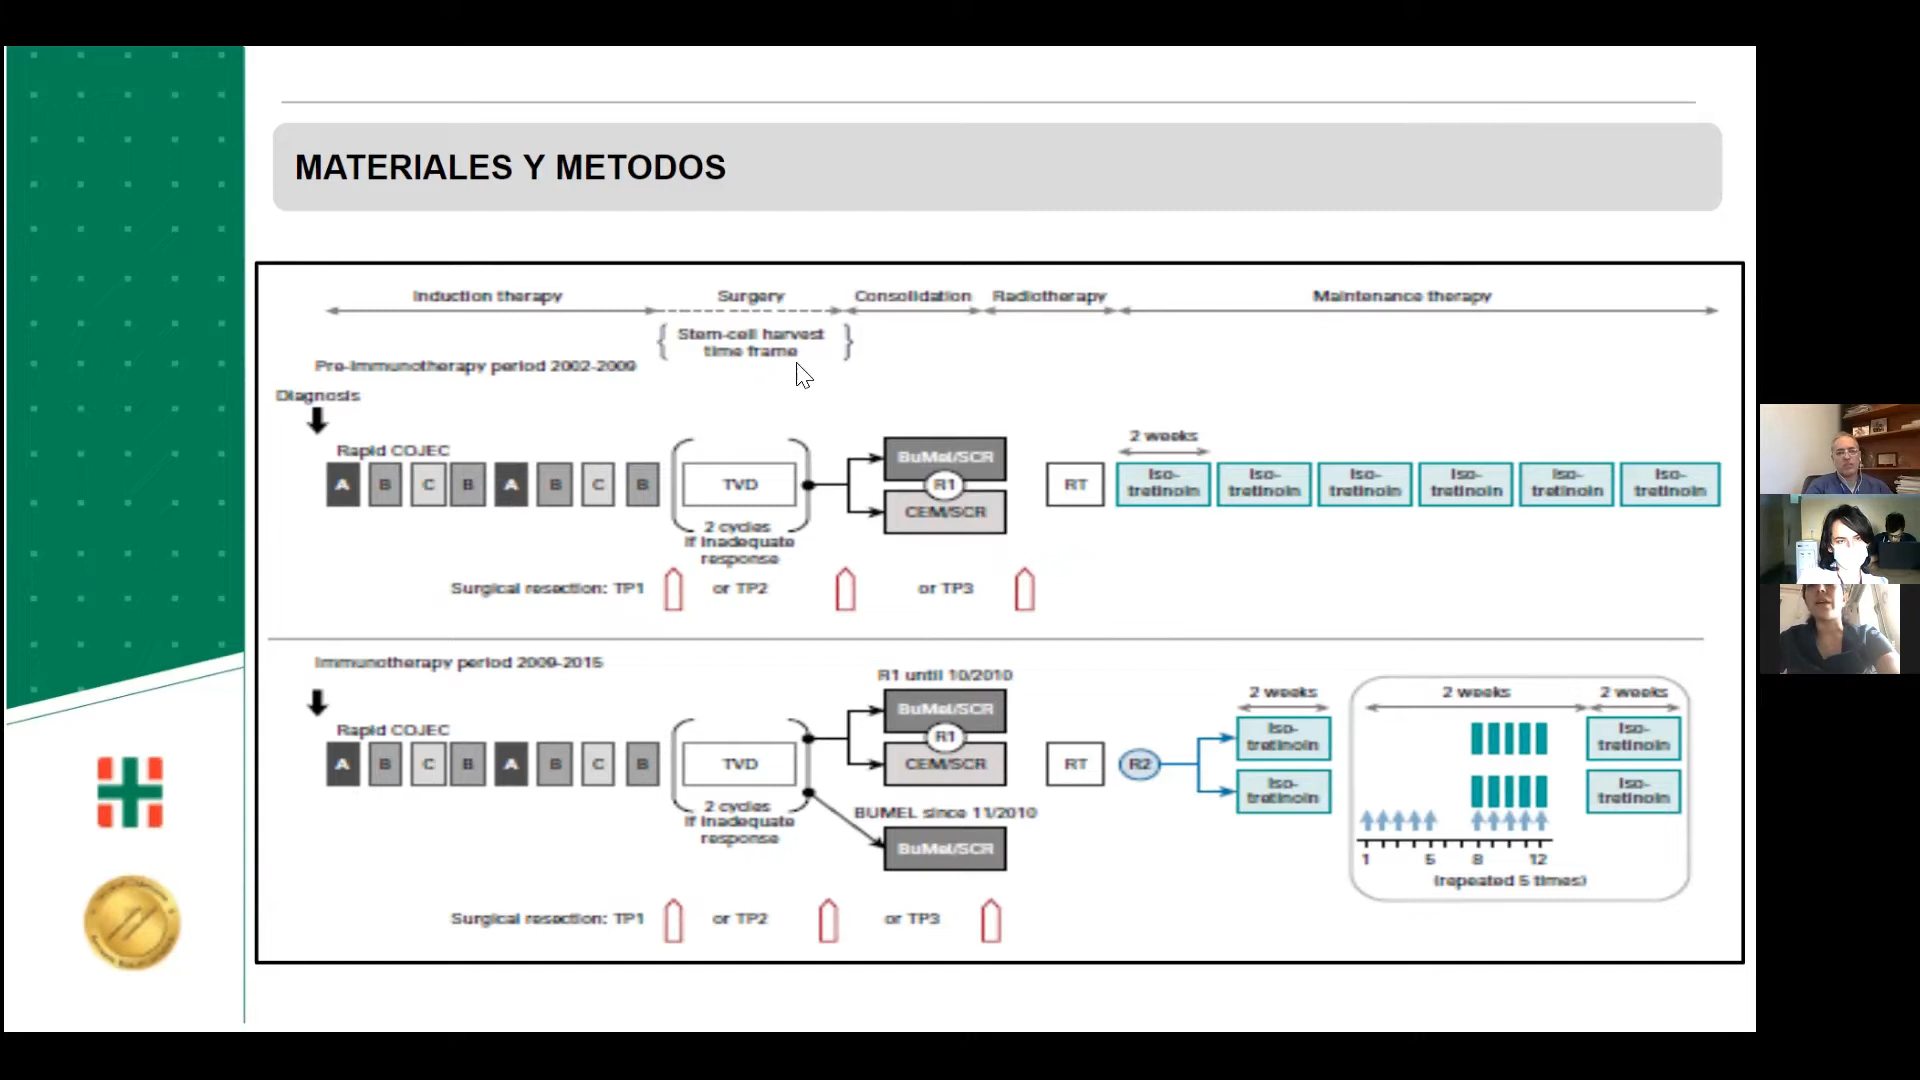 MATERIALES Y METODOS
Induction therapy
Surgery
Consolidation
Radiotherapy
Maintenance therapy
Stem-cell harvest
time frame
Pre-immunotherapy period 2002-2009
Diagnosis
Rapid COJEC
2 weeks
A B C B A B C B
TVD
BuMel/SCR
R1
CEM/SCR
RT
Iso-
tretinoin
Iso-
tretinoin
Iso-
tretinoin
Iso-
tretinoin
Iso-
tretinoin
Iso-
tretinoin
2 cycles
if inadequate
response
Surgical resection: TP1
or TP2
or TP3
Immunotherapy period 2009-2015
R1 until 10/2010
Rapid COJEC
A B C B A B C B
TVD
2 cycles
if inadequate
response
BuMel/SCR
R1
CEM/SCR
BUMEL since 11/2010
BuMel/SCR
RT
R2
2 weeks
Iso-
tretinoin
Iso-
tretinoin
2 weeks
2 weeks
Iso-
tretinoin
Iso-
tretinoin
1 5 8 12
(repeated 5 times)
Surgical resection: TP1
or TP2
or TP3